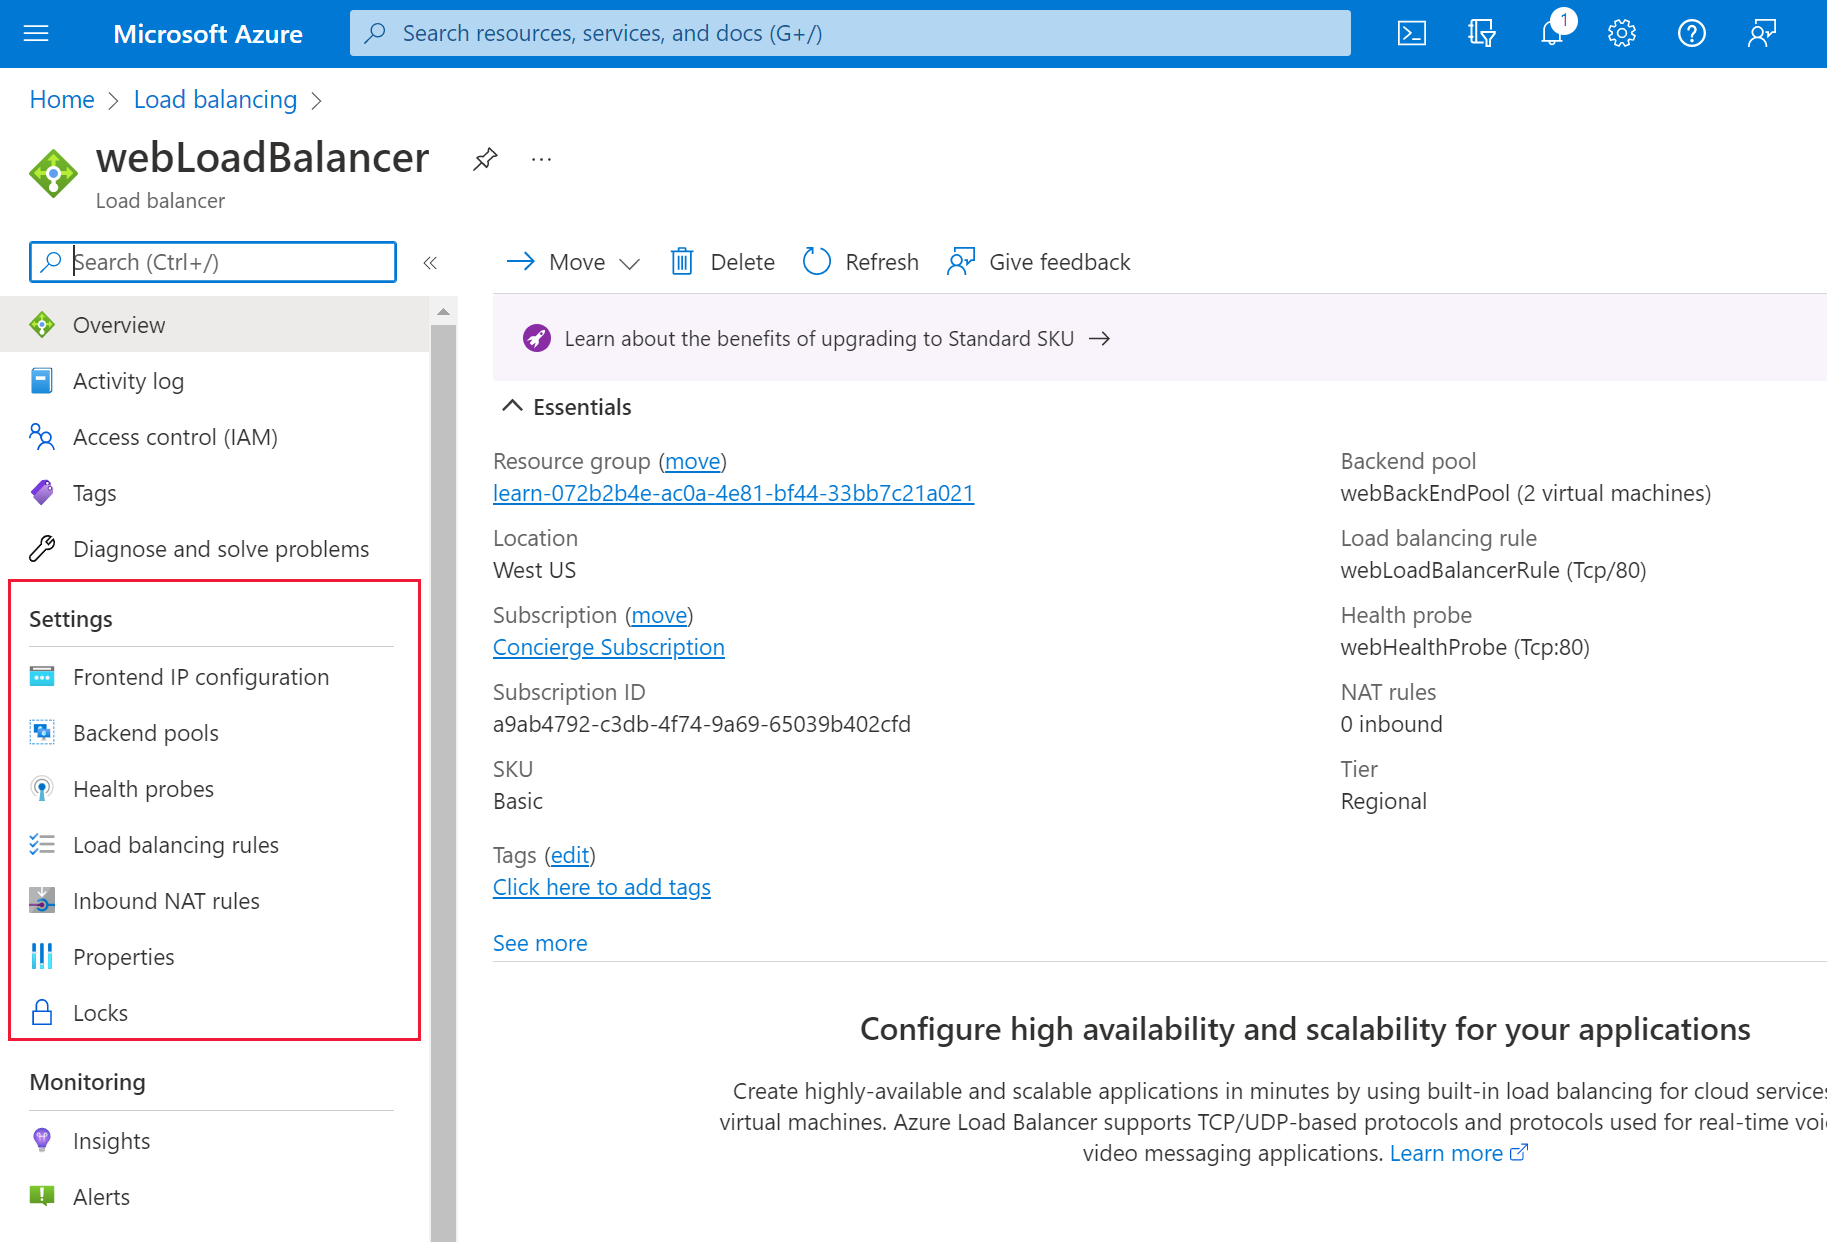 Microsoft Azure
Search resources, services, and docs (G+/)
1
Home
Load balancing
webLoadBalancer
Load balancer
Search (Ctrl+/)
Overview
Activity log
Access control (IAM)
Tags
Diagnose and solve problems
Settings
Frontend IP configuration
Backend pools
Health probes
Load balancing rules
Inbound NAT rules
Properties
Locks
Monitoring
Insights
Alerts
Move
Delete
Refresh
Give feedback
Learn about the benefits of upgrading to Standard SKU →
Essentials
Resource group (move)
learn-072b2b4e-ac0a-4e81-bf44-33bb7c21a021
Location
West US
Subscription (move)
Concierge Subscription
Subscription ID
a9ab4792-c3db-4f74-9a69-65039b402cfd
SKU
Basic
Tags (edit)
Click here to add tags
See more
Backend pool
webBackEndPool (2 virtual machines)
Load balancing rule
webLoadBalancerRule (Tcp/80)
Health probe
webHealthProbe (Tcp:80)
NAT rules
0 inbound
Tier
Regional
Configure high availability and scalability for your applications
Create highly-available and scalable applications in minutes by using built-in load balancing for cloud services
virtual machines. Azure Load Balancer supports TCP/UDP-based protocols and protocols used for real-time voi
video messaging applications. Learn more